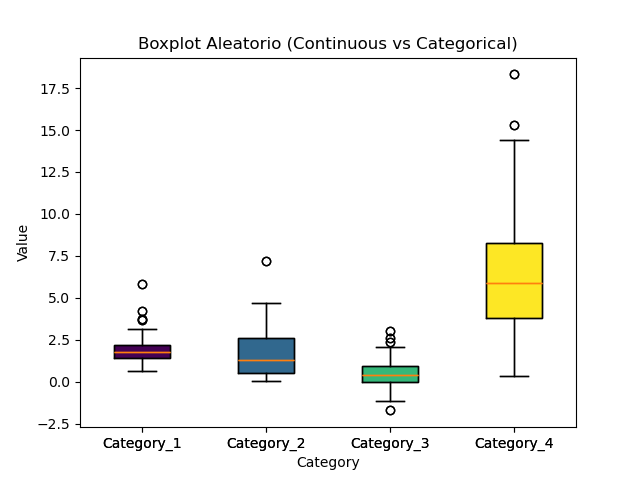 Boxplot Aleatorio (Continuous vs Categorical)
17.5
15.0
12.5
10.0
7.5
5.0
2.5
0.0
−2.5
Value
Category_1 Category_2 Category_3 Category_4
Category